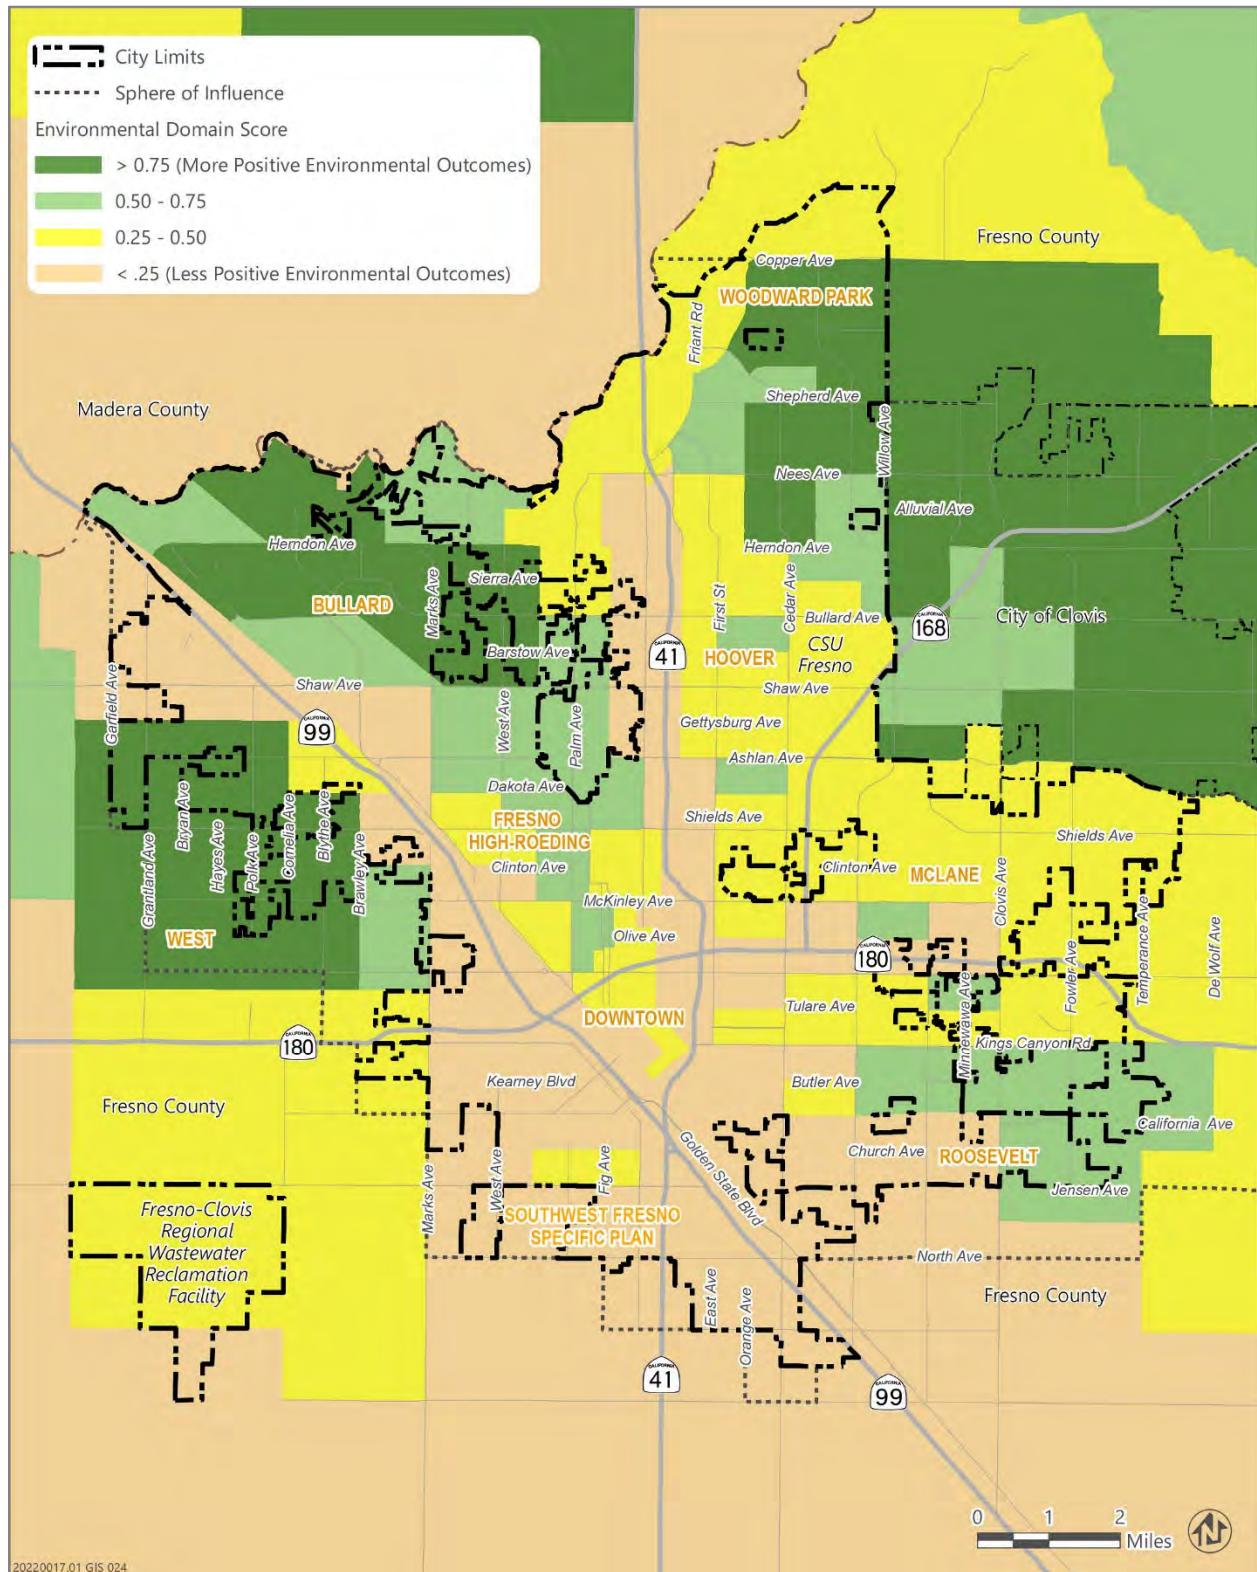 City Limits
Sphere of Influence
Environmental Domain Score
> 0.75 (More Positive Environmental Outcomes)
0.50 - 0.75
0.25 - 0.50
< .25 (Less Positive Environmental Outcomes)
Fresno County
Copper Ave
WOODWARD PARK
Friant Rd
Madera County
Shepherd Ave
Willow Ave
Nees Ave
Alluvial Ave
Herndon Ave
Herndon Ave
Sierra Ave
BULLARD
Marks Ave
First St
Cedar Ave
Bullard Ave
CALIFORNIA
168
City of Clovis
CSU
Fresno
Barstow Ave
CALIFORNIA
41
HOOVER
Garfield Ave
Shaw Ave
Shaw Ave
West Ave
Palm Ave
CALIFORNIA
99
Gettysburg Ave
Ashlan Ave
Dakota Ave
Bryan Ave
Hayes Ave
Polk Ave
Cornelia Ave
Blythe Ave
Brawley Ave
Grantland Ave
FRESNO
HIGH-ROEDING
Shields Ave
Shields Ave
Clinton Ave
Clinton Ave
MCLANE
Clovis Ave
McKinley Ave
WEST
Olive Ave
CALIFORNIA
180
Fowler Ave
Temperance Ave
De Wolf Ave
DOWNTOWN
Tulare Ave
Minnewawa Ave
Kings Canyon Rd
CALIFORNIA
180
Kearney Blvd
Butler Ave
Fresno County
California Ave
Golden State Blvd
Church Ave
ROOSEVELT
Marks Ave
West Ave
Fig Ave
Jensen Ave
Fresno-Clovis
Regional
Wastewater
Reclamation
Facility
SOUTHWEST FRESNO
SPECIFIC PLAN
North Ave
East Ave
Orange Ave
Fresno County
CALIFORNIA
41
CALIFORNIA
99
0 1 2
Miles
N
20220017.01 GIS 024